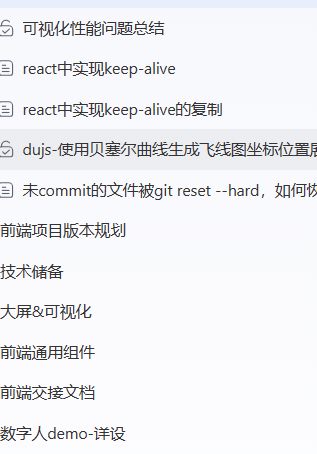 可视化性能问题总结
react中实现keep-alive
react中实现keep-alive的复制
dujs-使用贝塞尔曲线生成飞线图坐标位置
未commit的文件被git reset --hard，如何
前端项目版本规划
技术储备
大屏&可视化
前端通用组件
前端交接文档
数字人demo-详设